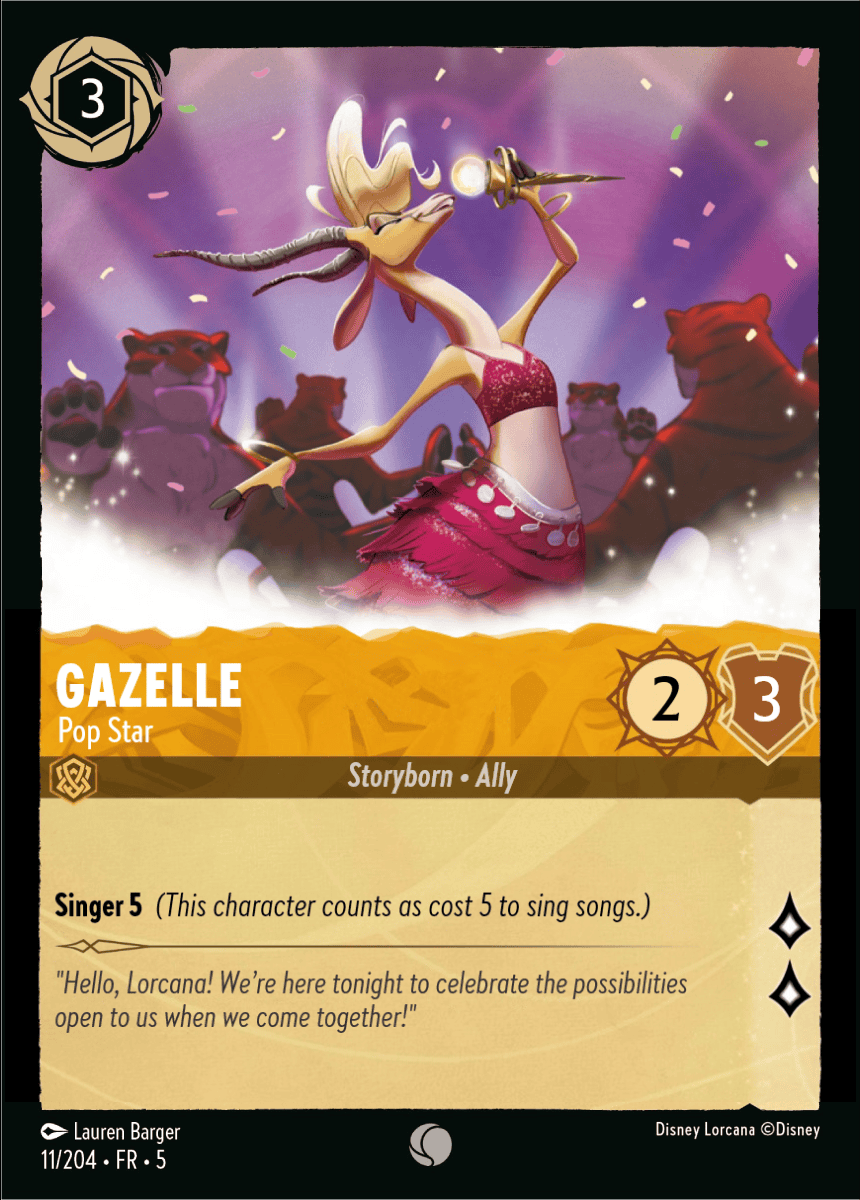 3
GAZELLE
Pop Star
2
3
Storyborn • Ally
Singer 5 (This character counts as cost 5 to sing songs.)
"Hello, Lorcana! We’re here tonight to celebrate the possibilities
open to us when we come together!"
Lauren Barger
Disney Lorcana ©Disney
11/204 • FR • 5